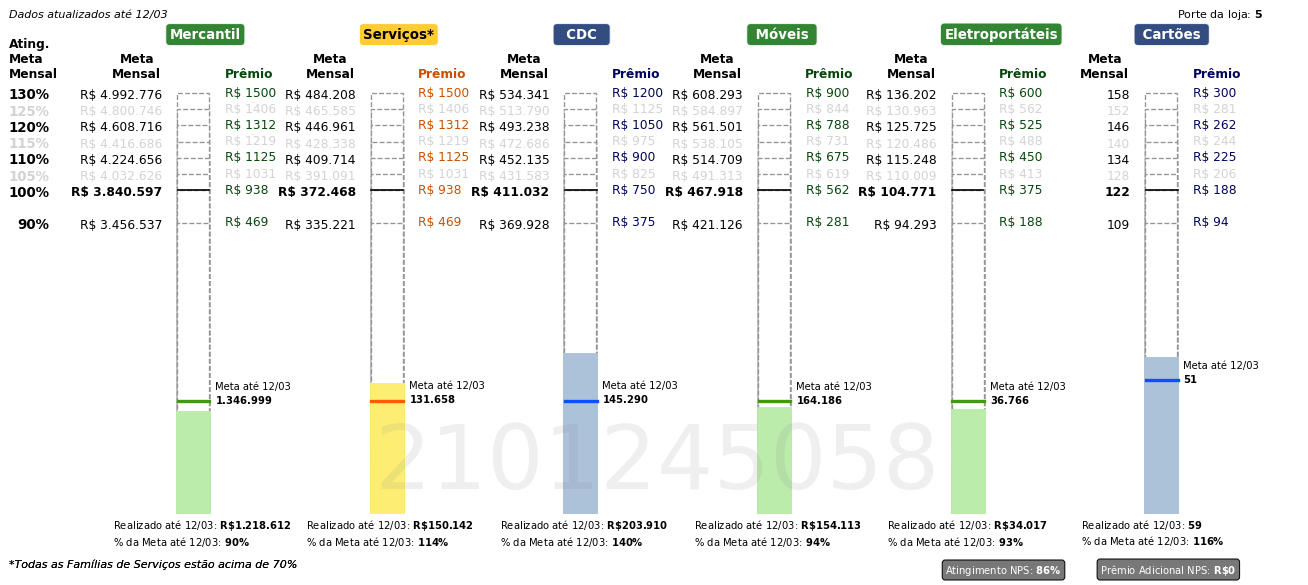 Dados atualizados até 12/03
Porte da loja: 5
Mercantil Serviços* CDC Móveis Eletroportáteis Cartões
Ating. Meta Mensal
Meta Mensal Prêmio Meta Mensal Prêmio Meta Mensal Prêmio Meta Mensal Prêmio Meta Mensal Prêmio Meta Mensal Prêmio
130% R$ 4.992.776 R$ 1500 R$ 484.208 R$ 1500 R$ 534.341 R$ 1200 R$ 608.293 R$ 900 R$ 136.202 R$ 600 158 R$ 300
125% R$ 4.800.746 R$ 1406 R$ 465.585 R$ 1406 R$ 513.790 R$ 1125 R$ 584.897 R$ 844 R$ 130.963 R$ 562 152 R$ 281
120% R$ 4.608.716 R$ 1312 R$ 446.961 R$ 1312 R$ 493.238 R$ 1050 R$ 561.501 R$ 788 R$ 125.725 R$ 525 146 R$ 262
115% R$ 4.416.686 R$ 1219 R$ 428.338 R$ 1219 R$ 472.686 R$ 975 R$ 538.105 R$ 731 R$ 120.486 R$ 488 140 R$ 244
110% R$ 4.224.656 R$ 1125 R$ 409.714 R$ 1125 R$ 452.135 R$ 900 R$ 514.709 R$ 675 R$ 115.248 R$ 450 134 R$ 225
105% R$ 4.032.626 R$ 1031 R$ 391.091 R$ 1031 R$ 431.583 R$ 825 R$ 491.313 R$ 619 R$ 110.009 R$ 413 128 R$ 206
100% R$ 3.840.597 R$ 938 R$ 372.468 R$ 938 R$ 411.032 R$ 750 R$ 467.918 R$ 562 R$ 104.771 R$ 375 122 R$ 188
90% R$ 3.456.537 R$ 469 R$ 335.221 R$ 469 R$ 369.928 R$ 375 R$ 421.126 R$ 281 R$ 94.293 R$ 188 109 R$ 94
Meta até 12/03 Meta até 12/03 Meta até 12/03 Meta até 12/03 Meta até 12/03 Meta até 12/03
1.346.999 131.658 145.290 164.186 36.766 51
2101245058
Realizado até 12/03: R$1.218.612 Realizado até 12/03: R$150.142 Realizado até 12/03: R$203.910 Realizado até 12/03: R$154.113 Realizado até 12/03: R$34.017 Realizado até 12/03: 59
% da Meta até 12/03: 90% % da Meta até 12/03: 114% % da Meta até 12/03: 140% % da Meta até 12/03: 94% % da Meta até 12/03: 93% % da Meta até 12/03: 116%
*Todas as Famílias de Serviços estão acima de 70%
Atingimento NPS: 86% Prêmio Adicional NPS: R$0